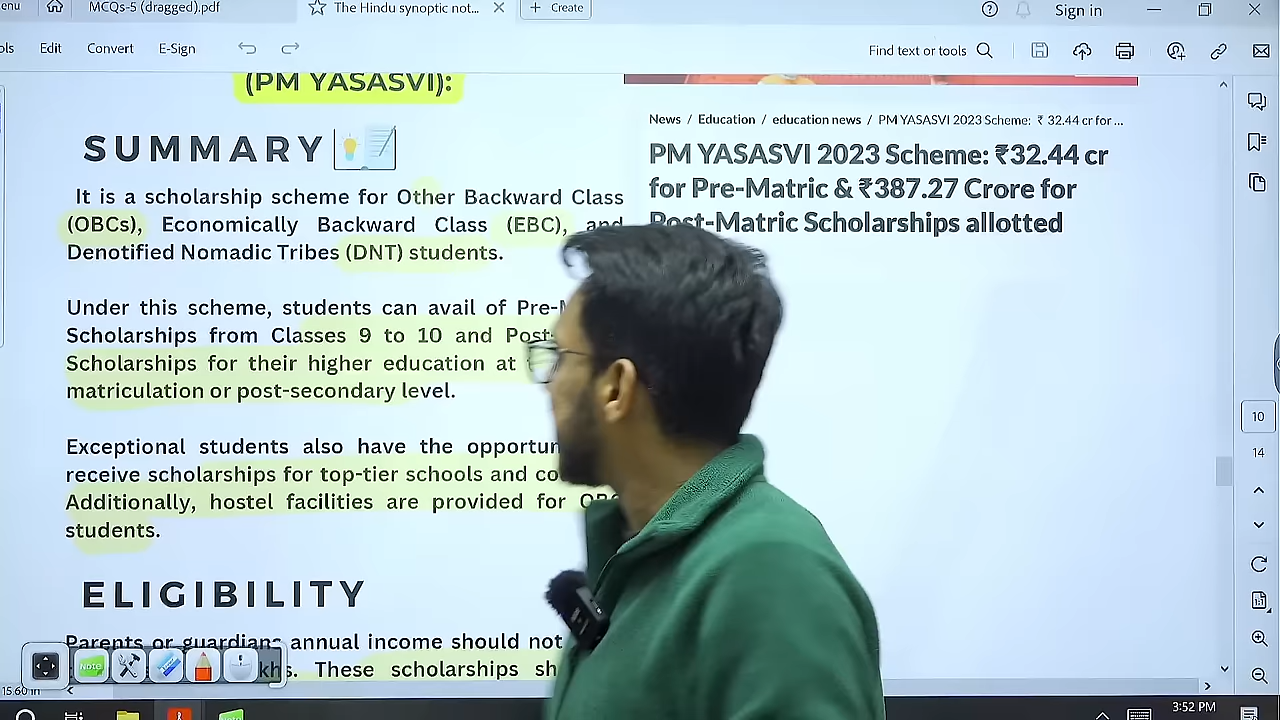 enu
MCQs-5 (dragged).pdf
The Hindu synoptic not...
Create
Sign in
ols
Edit
Convert
E-Sign
Find text or tools
(PM YASASVI):
SUMMARY
It is a scholarship scheme for Other Backward Class
(OBCs), Economically Backward Class (EBC), and
Denotified Nomadic Tribes (DNT) students.
Under this scheme, students can avail of Pre-M
Scholarships from Classes 9 to 10 and Post-
Scholarships for their higher education at
matriculation or post-secondary level.
Exceptional students also have the
receive scholarships for top-tier schools and
Additionally, hostel facilities are provided for
students.
ELIGIBILITY
Parents or guardians annual income should not
These scholarships
News / Education / education news / PM YASASVI 2023 Scheme: ₹ 32.44 cr for ...
PM YASASVI 2023 Scheme: ₹32.44 cr
for Pre-Matric & ₹387.27 Crore for
Post-Matric Scholarships allotted
10
14
Note
15.60 in
3:52 PM